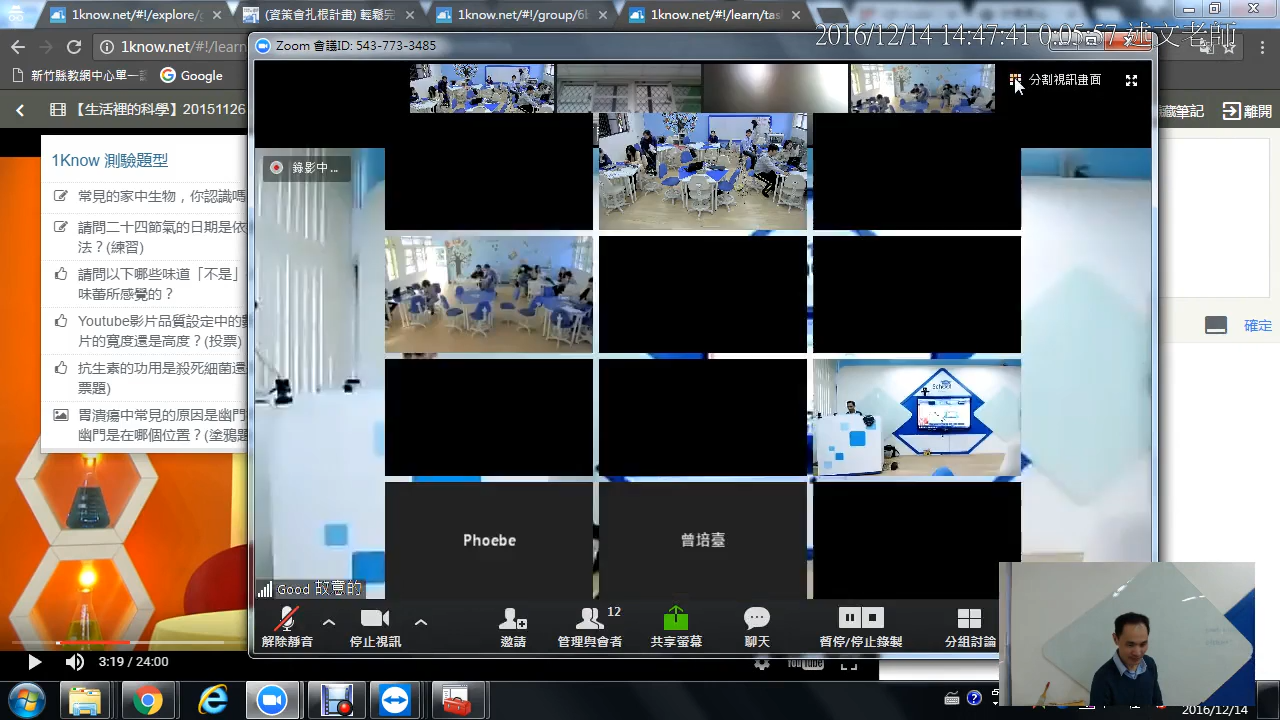 1know.net/#!/explore/g
(資策會扎根計畫) 輕鬆完
1know.net/#!/group/6
1know.net/#!/learn/tas
2016/12/14 14:47:41 0:05:57 述文老師
1know.net/#!/learn
Zoom 會議ID: 543-773-3485
新竹縣教網中心單一
Google
分割視訊畫面
【生活裡的科學】20151126
藏筆記
離開
1Know 測驗題型
錄影中...
常見的家中生物，你認識嗎
請問二十四節氣的日期是依
法？(練習)
請問以下哪些味道「不是」
味蕾所感覺的？
Youtube影片品質設定中的
片的寬度還是高度？(投票)
確定
抗生素的功用是殺死細菌還
票題)
胃潰瘍中常見的原因是幽門
幽門是在哪個位置？(塗鴉題
School
Phoebe
曾培臺
Good 故意的
解除靜音
停止視訊
邀請
管理與會者
12
共享螢幕
聊天
暫停/停止錄製
分組討論
3:19 / 24:00
YouTube
2016/12/14